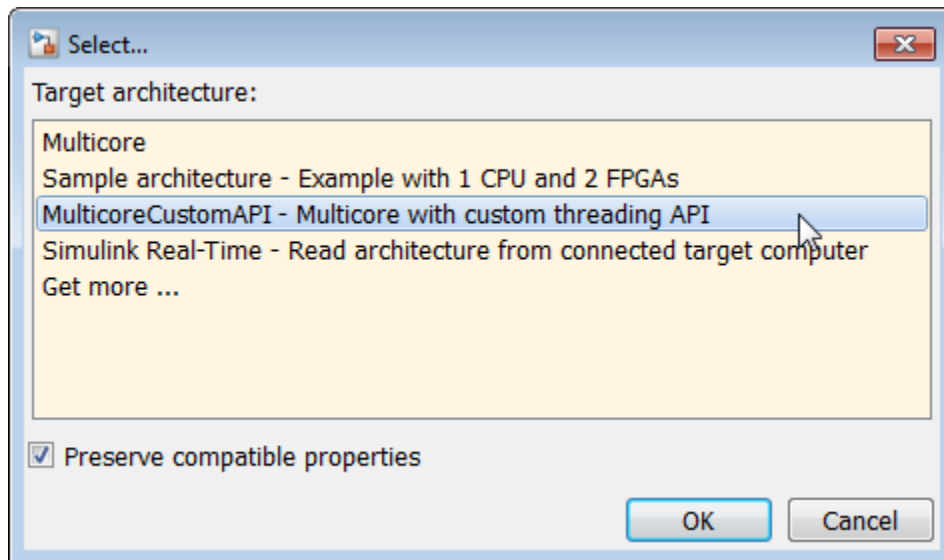 Select...
Target architecture:
Multicore
Sample architecture - Example with 1 CPU and 2 FPGAs
MulticoreCustomAPI - Multicore with custom threading API
Simulink Real-Time - Read architecture from connected target computer
Get more ...
Preserve compatible properties
OK Cancel